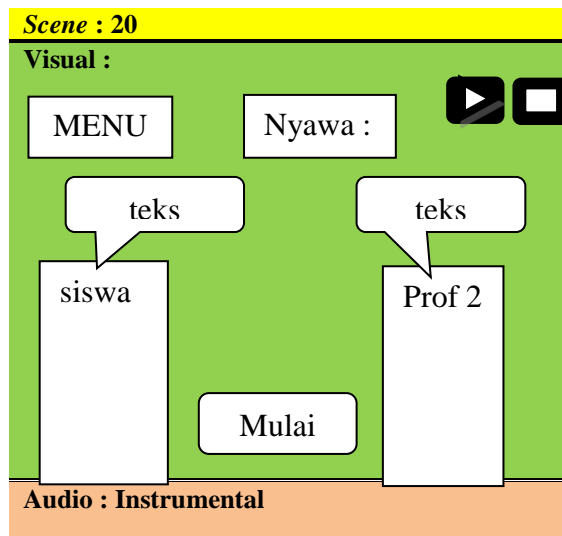 Scene : 20
Visual :
MENU
Nyawa :
teks
teks
siswa
Prof 2
Mulai
Audio : Instrumental